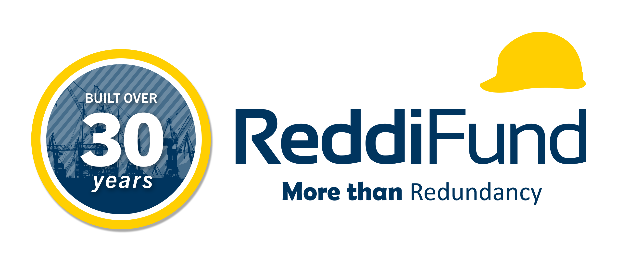 BUILT OVER
30
years
ReddiFund
More than Redundancy